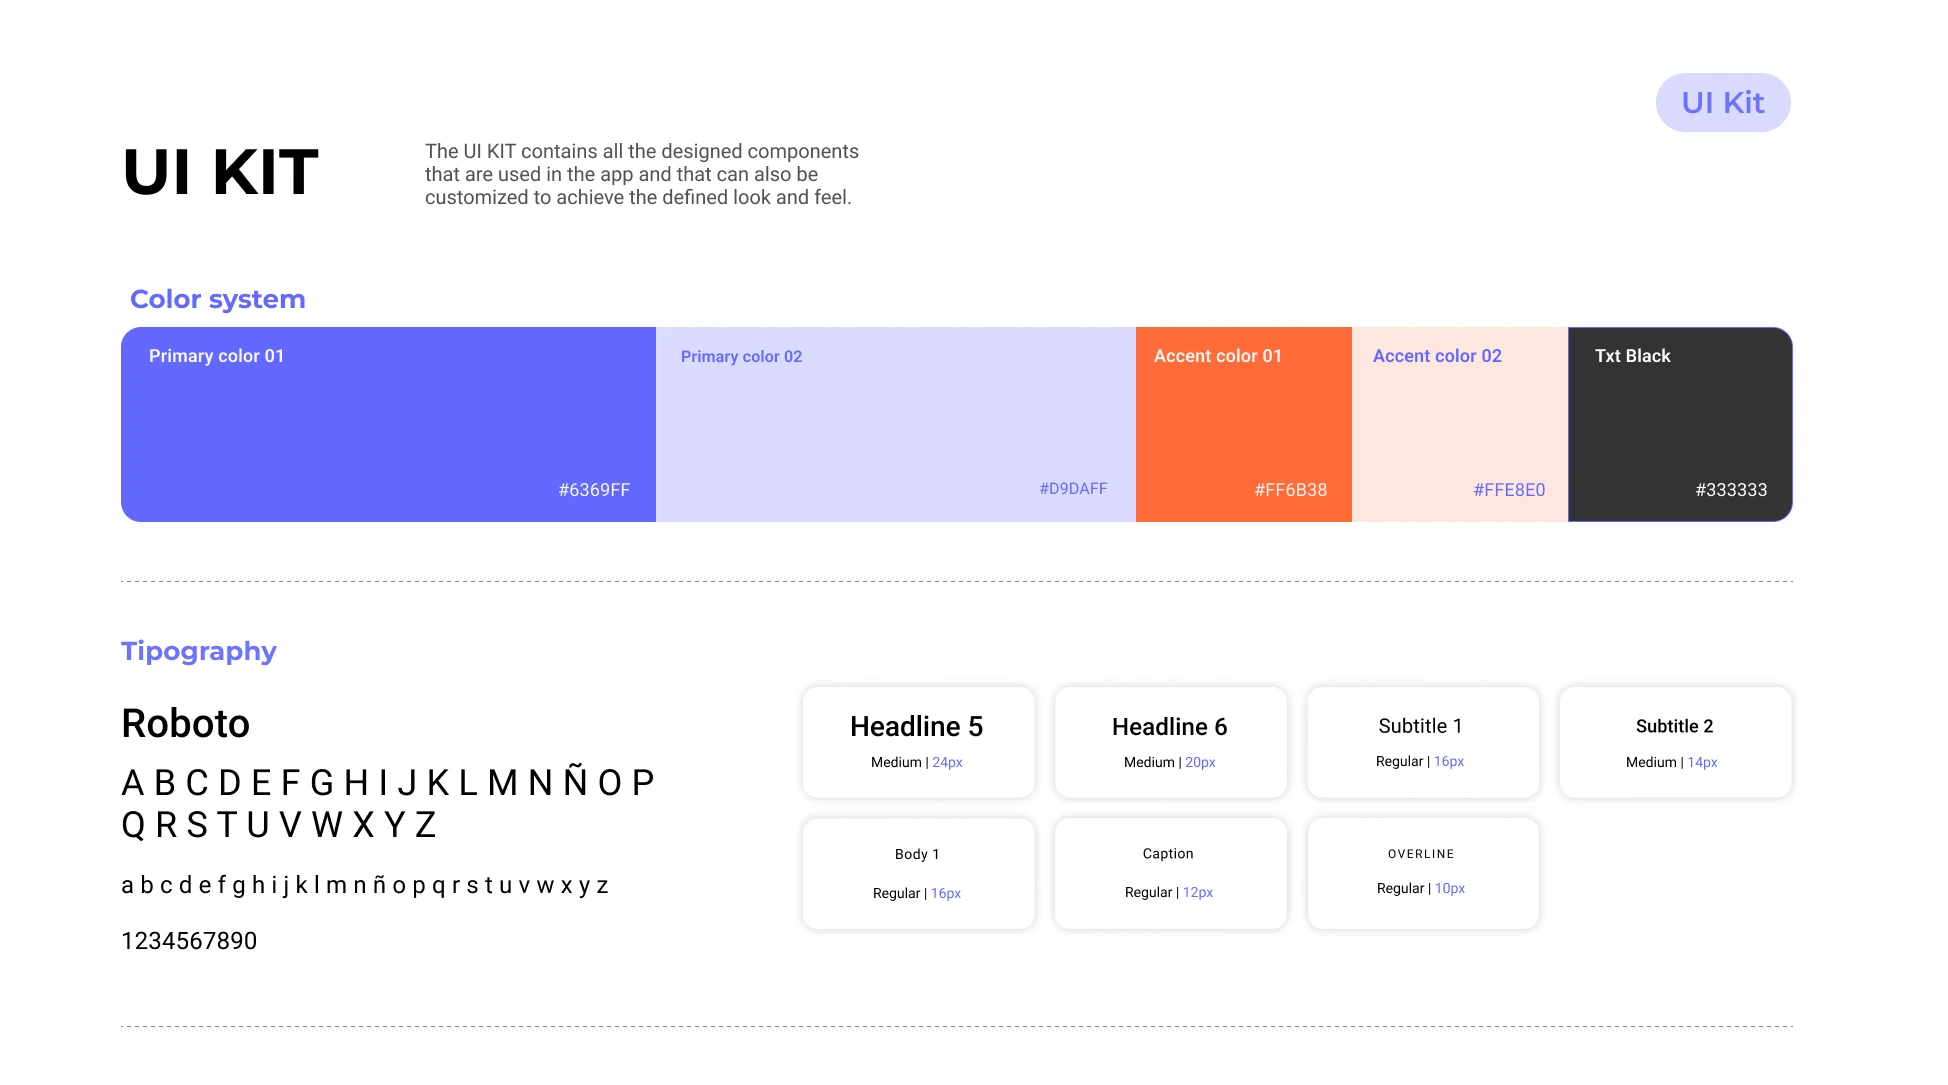 UI Kit
UI KIT
The UI KIT contains all the designed components
that are used in the app and that can also be
customized to achieve the defined look and feel.
Color system
Primary color 01
#6369FF
Primary color 02
#D9DAFF
Accent color 01
#FF6B38
Accent color 02
#FFE8E0
Txt Black
#333333
Tipography
Roboto
A B C D E F G H I J K L M N Ñ O P
Q R S T U V W X Y Z
a b c d e f g h i j k l m n ñ o p q r s t u v w x y z
1234567890
Headline 5
Medium | 24px
Headline 6
Medium | 20px
Subtitle 1
Regular | 16px
Subtitle 2
Medium | 14px
Body 1
Regular | 16px
Caption
Regular | 12px
OVERLINE
Regular | 10px